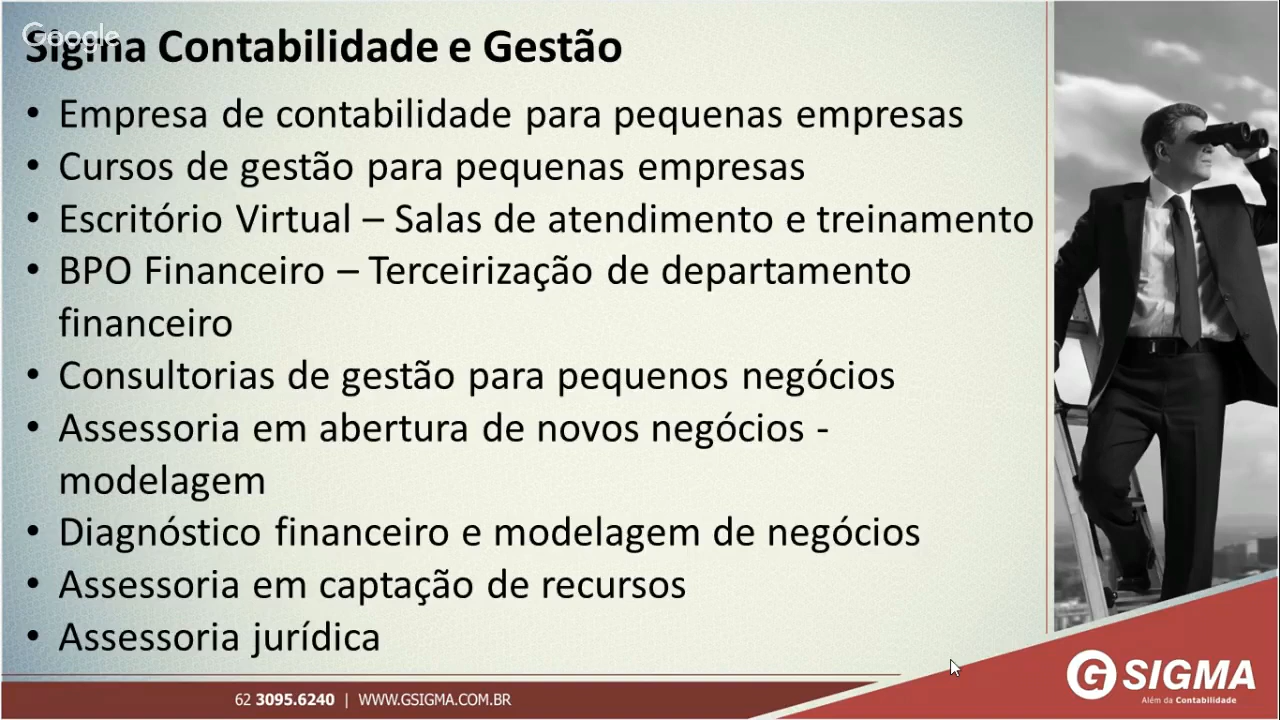 Google
Sigma Contabilidade e Gestão
• Empresa de contabilidade para pequenas empresas
• Cursos de gestão para pequenas empresas
• Escritório Virtual – Salas de atendimento e treinamento
• BPO Financeiro – Terceirização de departamento
financeiro
• Consultorias de gestão para pequenos negócios
• Assessoria em abertura de novos negócios -
modelagem
• Diagnóstico financeiro e modelagem de negócios
• Assessoria em captação de recursos
• Assessoria jurídica
62 3095.6240 | WWW.GSIGMA.COM.BR
G SIGMA
Além da Contabilidade